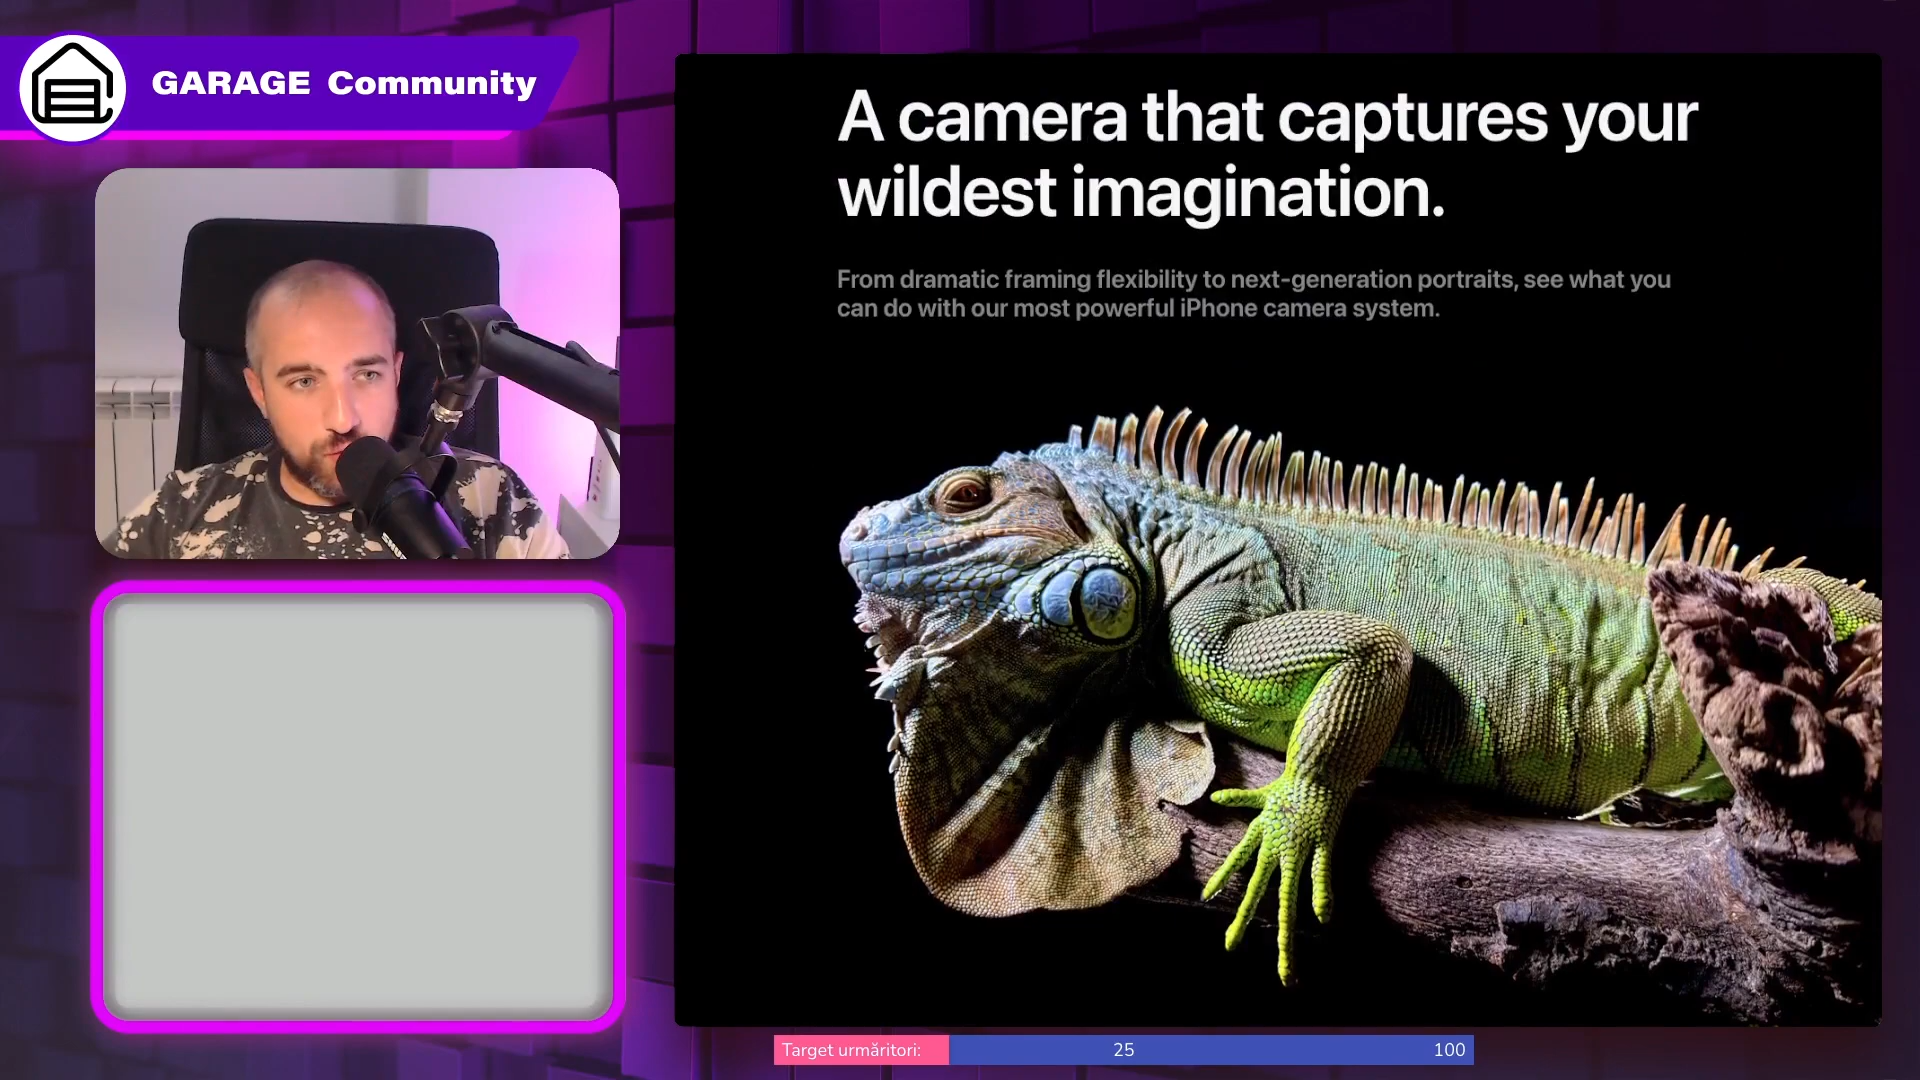 GARAGE Community
A camera that captures your
wildest imagination.
From dramatic framing flexibility to next-generation portraits, see what you
can do with our most powerful iPhone camera system.
Target urmăritori: 25 100